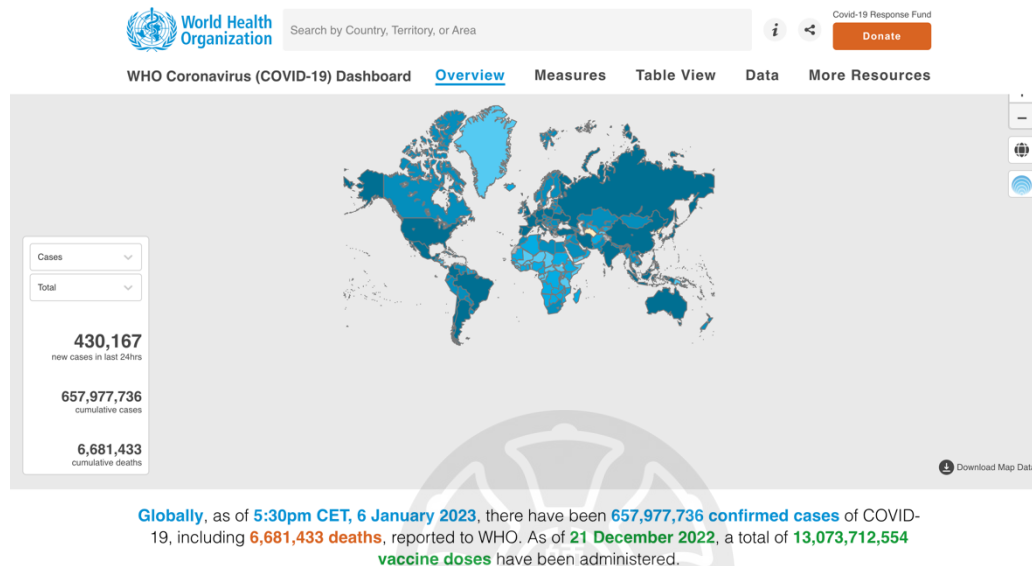 World Health
Organization
Search by Country, Territory, or Area
i
Covid-19 Response Fund
Donate
WHO Coronavirus (COVID-19) Dashboard
Overview
Measures
Table View
Data
More Resources
Cases
Total
430,167
new cases in last 24hrs
657,977,736
cumulative cases
6,681,433
cumulative deaths
Download Map Data
Globally, as of 5:30pm CET, 6 January 2023, there have been 657,977,736 confirmed cases of COVID-
19, including 6,681,433 deaths, reported to WHO. As of 21 December 2022, a total of 13,073,712,554
vaccine doses have been administered.